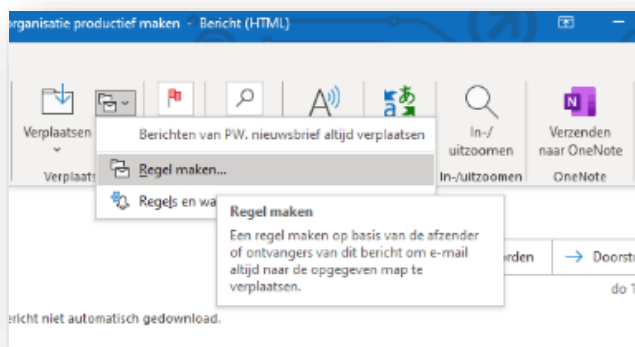 organisatie productief maken - Bericht (HTML)
Verplaatsen
In-/
uitzoomen
Verzenden
naar OneNote
Berichten van PW. nieuwsbrief altijd verplaatsen
Regel maken...
Regels en wa
Verplaats
In-/uitzoomen
OneNote
Regel maken
Een regel maken op basis van de afzender
of ontvangers van dit bericht om e-mail
altijd naar de opgegeven map te
verplaatsen.
orden
Doorst
do 1
ericht niet automatisch gedownload.